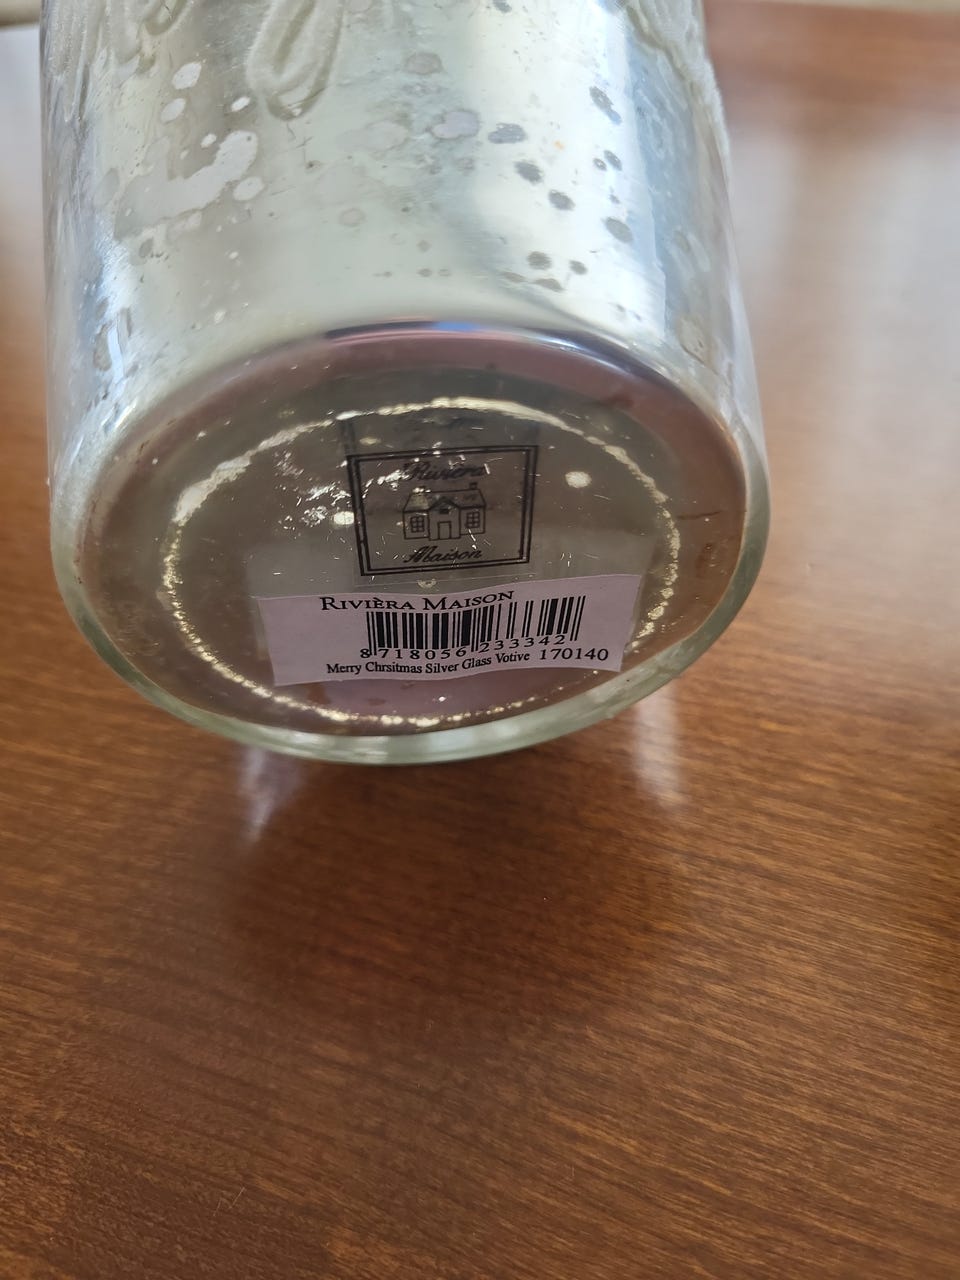 Rivièra
Maison
RIVIÈRA MAISON
8 718056 233342
Merry Chrsitmas Silver Glass Votive 170140